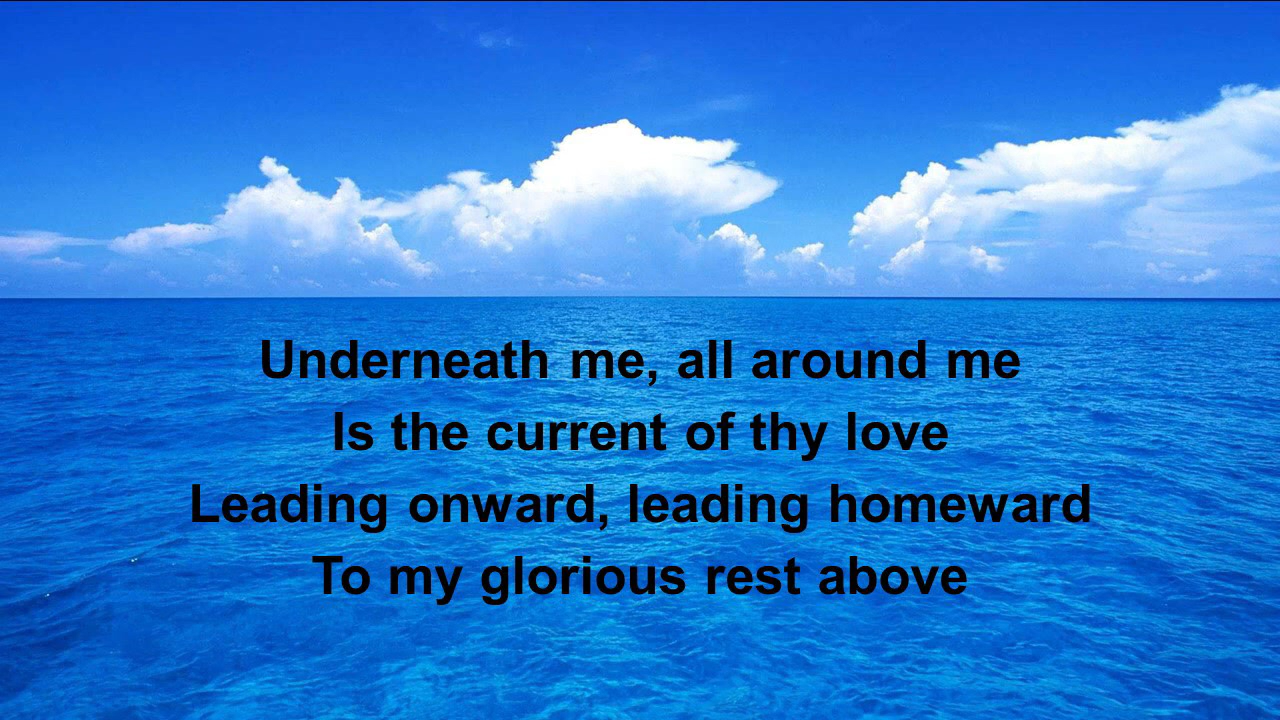 Underneath me, all around me
Is the current of thy love
Leading onward, leading homeward
To my glorious rest above